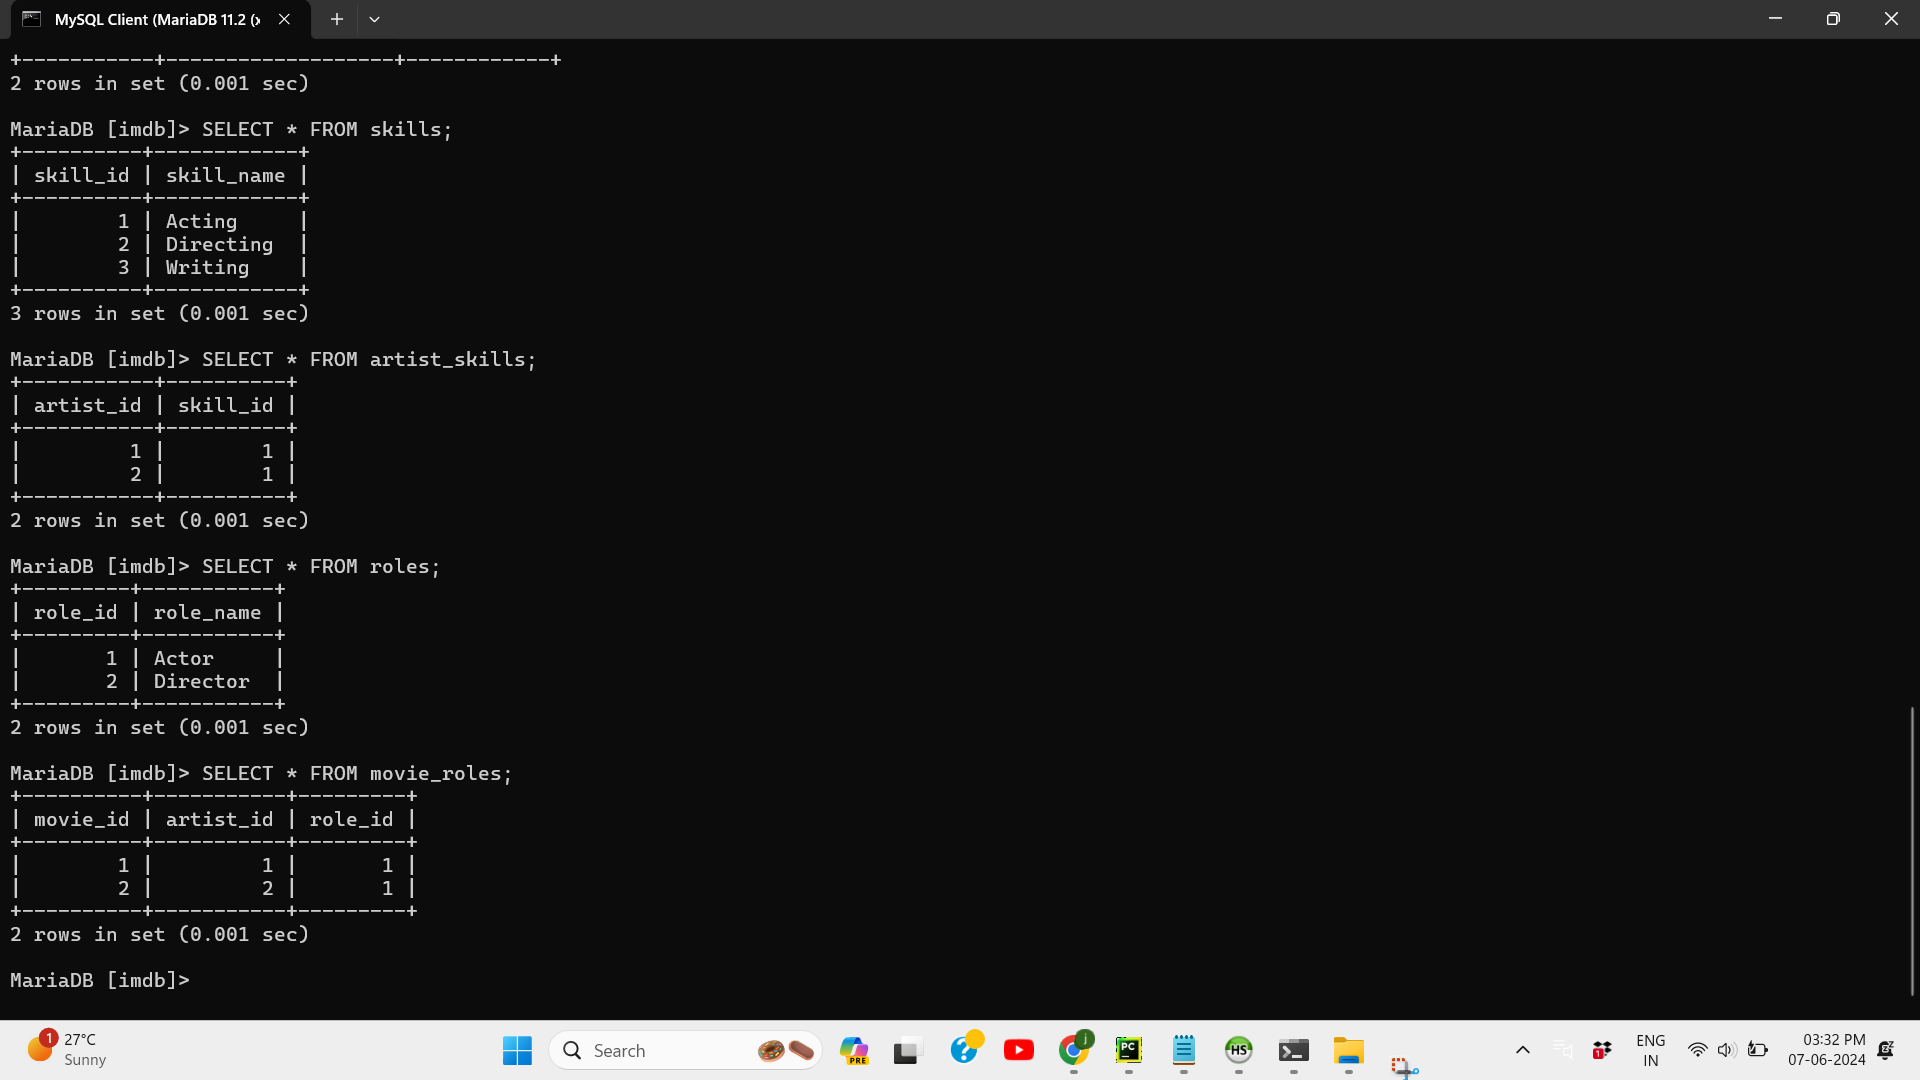 MySQL Client (MariaDB 11.2 (x
+-----------+-------------------+------------+
2 rows in set (0.001 sec)
MariaDB [imdb]> SELECT * FROM skills;
+----------+------------+
| skill_id | skill_name |
+----------+------------+
|        1 | Acting     |
|        2 | Directing  |
|        3 | Writing    |
+----------+------------+
3 rows in set (0.001 sec)
MariaDB [imdb]> SELECT * FROM artist_skills;
+-----------+----------+
| artist_id | skill_id |
+-----------+----------+
|         1 |        1 |
|         2 |        1 |
+-----------+----------+
2 rows in set (0.001 sec)
MariaDB [imdb]> SELECT * FROM roles;
+---------+-----------+
| role_id | role_name |
+---------+-----------+
|       1 | Actor     |
|       2 | Director  |
+---------+-----------+
2 rows in set (0.001 sec)
MariaDB [imdb]> SELECT * FROM movie_roles;
+----------+-----------+---------+
| movie_id | artist_id | role_id |
+----------+-----------+---------+
|        1 |         1 |       1 |
|        2 |         2 |       1 |
+----------+-----------+---------+
2 rows in set (0.001 sec)
MariaDB [imdb]>
1
27°C
Sunny
Search
PRE
j
PC
HS
1
ENG
IN
03:32 PM
07-06-2024